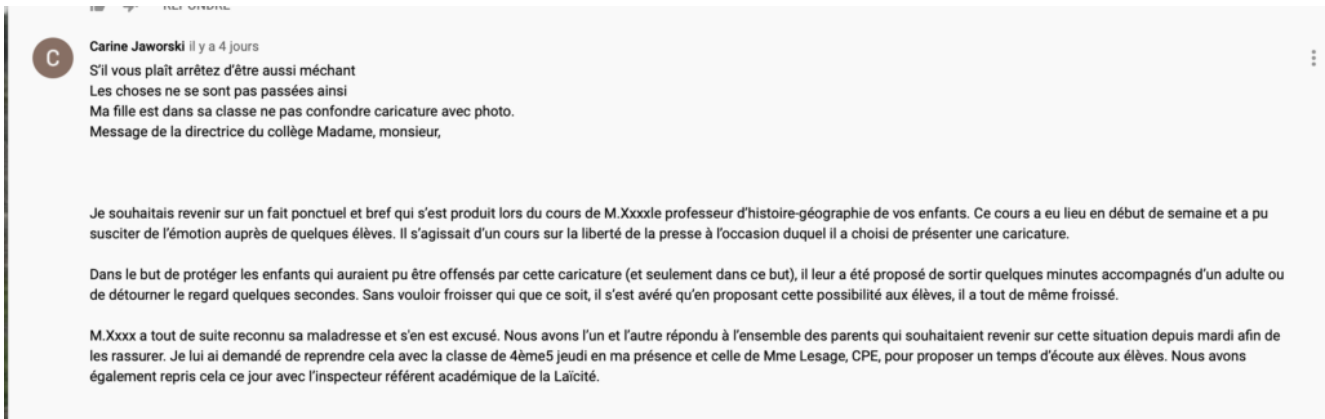 RÉPONDRE
C
Carine Jaworski il y a 4 jours
S'il vous plaît arrêtez d'être aussi méchant
Les choses ne se sont pas passées ainsi
Ma fille est dans sa classe ne pas confondre caricature avec photo.
Message de la directrice du collège Madame, monsieur,
Je souhaitais revenir sur un fait ponctuel et bref qui s'est produit lors du cours de M.Xxxxle professeur d'histoire-géographie de vos enfants. Ce cours a eu lieu en début de semaine et a pu
susciter de l'émotion auprès de quelques élèves. Il s'agissait d'un cours sur la liberté de la presse à l'occasion duquel il a choisi de présenter une caricature.
Dans le but de protéger les enfants qui auraient pu être offensés par cette caricature (et seulement dans ce but), il leur a été proposé de sortir quelques minutes accompagnés d'un adulte ou
de détourner le regard quelques secondes. Sans vouloir froisser qui que ce soit, il s'est avéré qu'en proposant cette possibilité aux élèves, il a tout de même froissé.
M.Xxxx a tout de suite reconnu sa maladresse et s'en est excusé. Nous avons l'un et l'autre répondu à l'ensemble des parents qui souhaitaient revenir sur cette situation depuis mardi afin de
les rassurer. Je lui ai demandé de reprendre cela avec la classe de 4ème5 jeudi en ma présence et celle de Mme Lesage, CPE, pour proposer un temps d'écoute aux élèves. Nous avons
également repris cela ce jour avec l'inspecteur référent académique de la Laïcité.